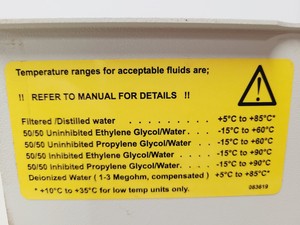 Temperature ranges for acceptable fluids are;
!! REFER TO MANUAL FOR DETAILS !!
Filtered /Distilled water . . . . . . . . . +5°C to +85°C*
50/50 Uninhibited Ethylene Glycol/Water. . . . -15°C to +60°C
50/50 Uninhibited Propylene Glycol/Water. . . -15°C to +60°C
50/50 Inhibited Ethylene Glycol/Water. . . . . -15°C to +90°C
50/50 Inhibited Propylene Glycol/Water. . . . . -15°C to +90°C
Deionized Water ( 1-3 Megohm, compensated ) +5°C to +85°C*
* +10°C to +35°C for low temp units only.